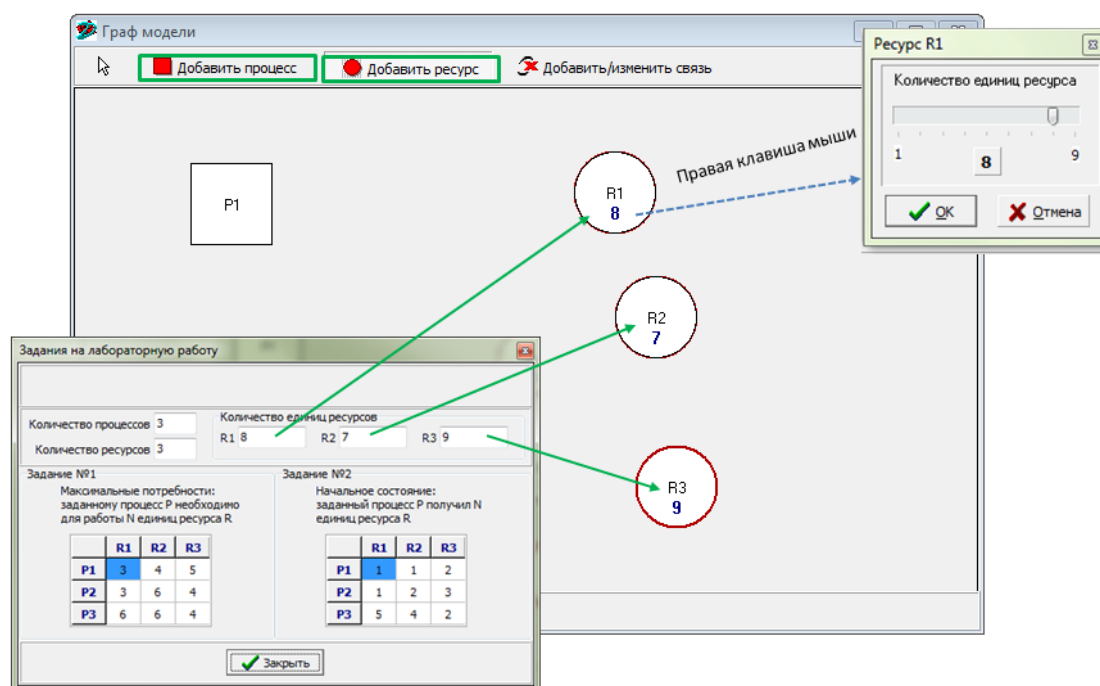 Граф модели
Добавить процесс
Добавить ресурс
Добавить/изменить связь
Ресурс R1
Количество единиц ресурса
1
8
9
OK
Отмена
Правая клавиша мыши
P1
R1
8
R2
7
R3
9
Задания на лабораторную работу
Количество процессов 3
Количество ресурсов 3
Количество единиц ресурсов
R1 8 R2 7 R3 9
Задание №1
Максимальные потребности:
заданному процесс Р необходимо
для работы N единиц ресурса R
R1 R2 R3
P1 3 4 5
P2 3 6 4
P3 6 6 4
Задание №2
Начальное состояние:
заданный процесс Р получил N
единиц ресурса R
R1 R2 R3
P1 1 1 2
P2 1 2 3
P3 5 4 2
Закрыть